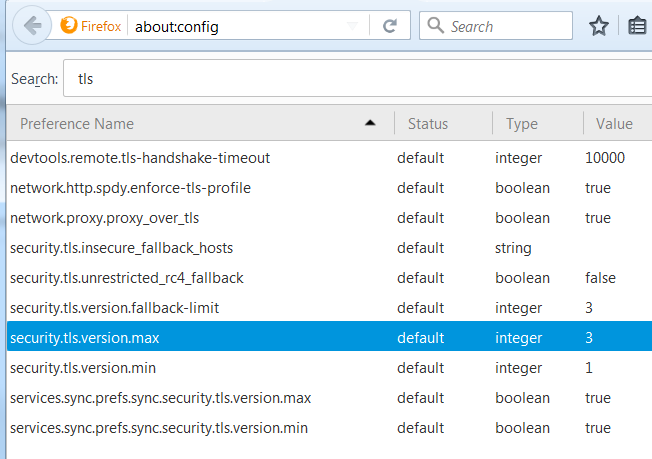 Firefox about:config Search
Search: tls
Preference Name Status Type Value
devtools.remote.tls-handshake-timeout default integer 10000
network.http.spdy.enforce-tls-profile default boolean true
network.proxy.proxy_over_tls default boolean true
security.tls.insecure_fallback_hosts default string
security.tls.unrestricted_rc4_fallback default boolean false
security.tls.version.fallback-limit default integer 3
security.tls.version.max default integer 3
security.tls.version.min default integer 1
services.sync.prefs.sync.security.tls.version.max default boolean true
services.sync.prefs.sync.security.tls.version.min default boolean true